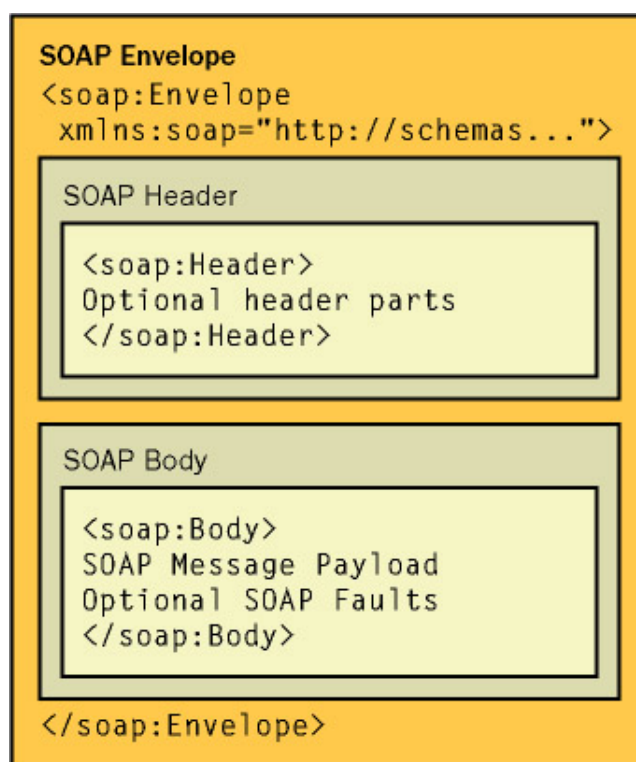 SOAP Envelope
<soap:Envelope
xmlns:soap="http://schemas...">
SOAP Header
<soap:Header>
Optional header parts
</soap:Header>
SOAP Body
<soap:Body>
SOAP Message Payload
Optional SOAP Faults
</soap:Body>
</soap:Envelope>